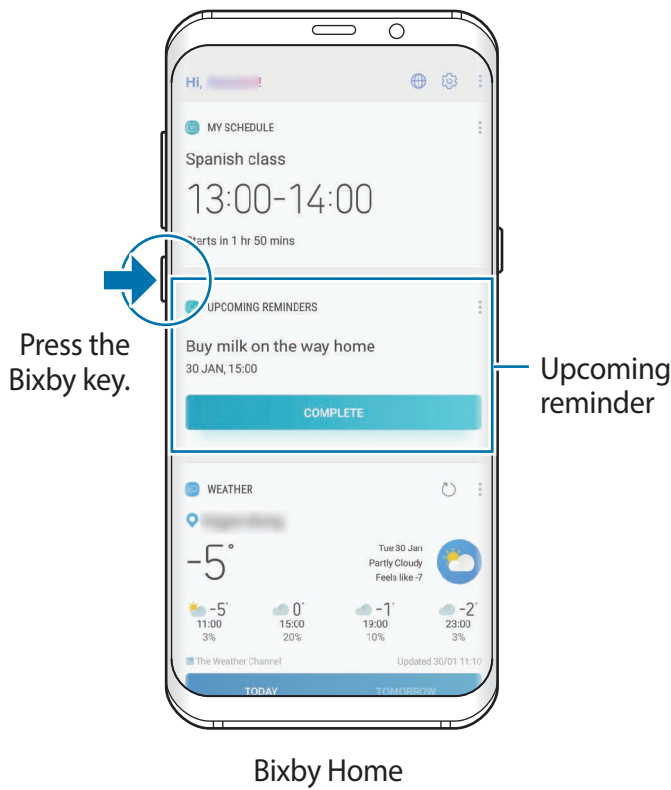 Hi, !
MY SCHEDULE
Spanish class
13:00-14:00
Starts in 1 hr 50 mins
Press the
Bixby key.
UPCOMING REMINDERS
Buy milk on the way home
30 JAN, 15:00
COMPLETE
Upcoming
reminder
WEATHER
-5°
Tue 30 Jan
Partly Cloudy
Feels like -7
-5° 0° -1° -2°
11:00 15:00 19:00 23:00
3% 20% 10% 3%
The Weather Channel Updated 30/01 11:10
TODAY TOMORROW
Bixby Home